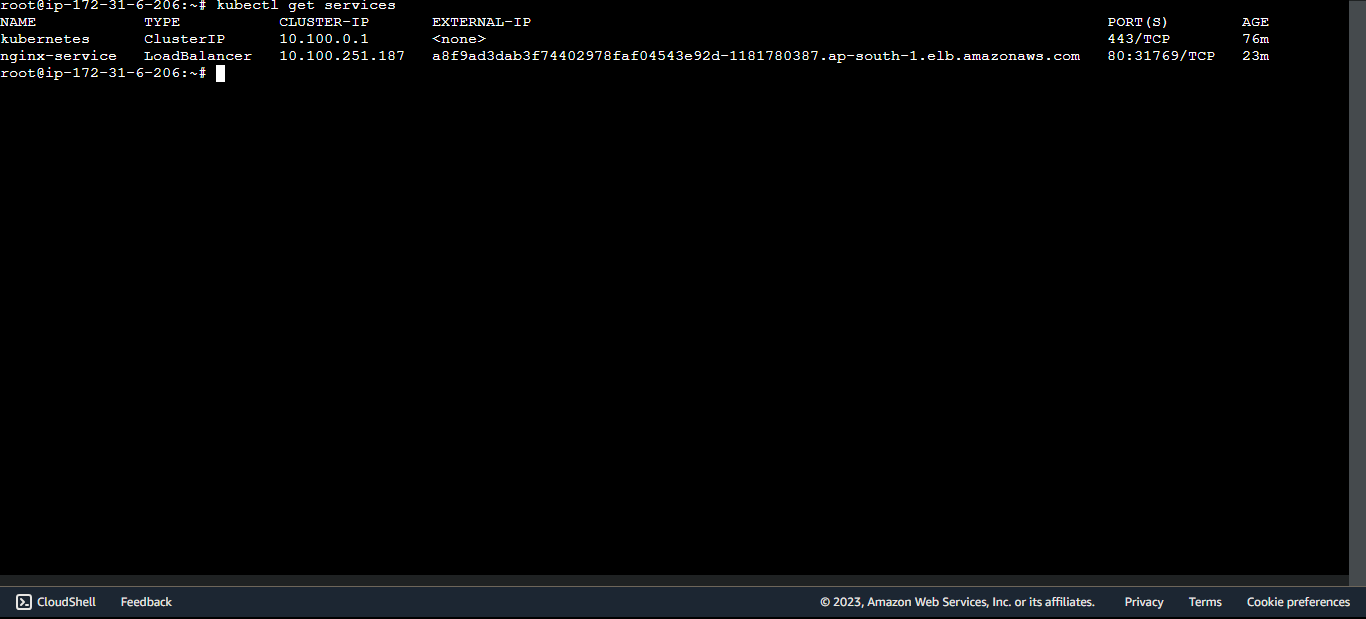 root@ip-172-31-6-206:~# kubectl get services
NAME TYPE CLUSTER-IP EXTERNAL-IP PORT(S) AGE
kubernetes ClusterIP 10.100.0.1 <none> 443/TCP 76m
nginx-service LoadBalancer 10.100.251.187 a8f9ad3dab3f74402978faf04543e92d-1181780387.ap-south-1.elb.amazonaws.com 80:31769/TCP 23m
root@ip-172-31-6-206:~#
CloudShell Feedback © 2023, Amazon Web Services, Inc. or its affiliates. Privacy Terms Cookie preferences